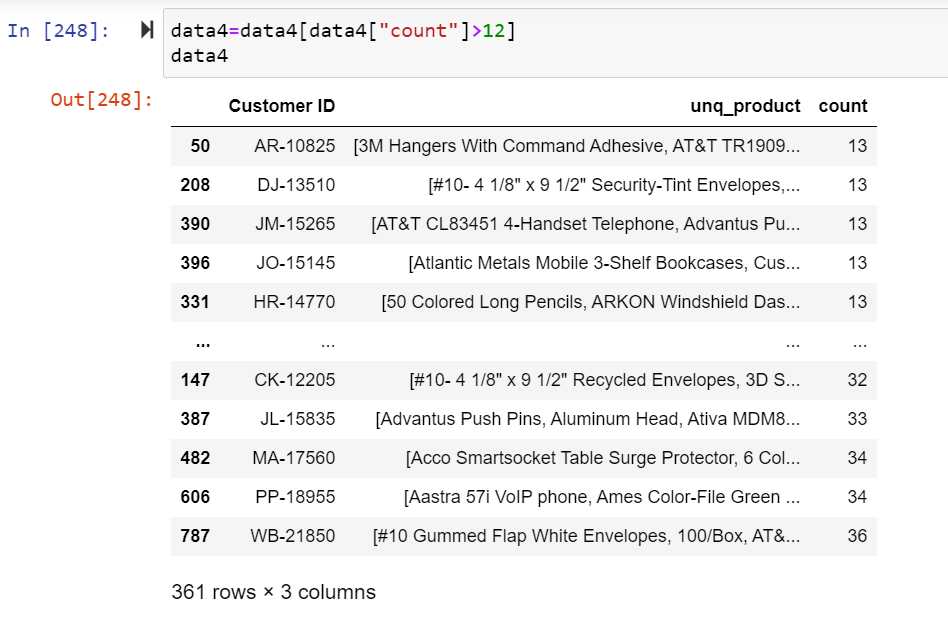 In [248]: data4=data4[data4["count"]>12]
data4
Out[248]:
Customer ID unq_product count
50 AR-10825 [3M Hangers With Command Adhesive, AT&T TR1909... 13
208 DJ-13510 [#10- 4 1/8" x 9 1/2" Security-Tint Envelopes,... 13
390 JM-15265 [AT&T CL83451 4-Handset Telephone, Advantus Pu... 13
396 JO-15145 [Atlantic Metals Mobile 3-Shelf Bookcases, Cus... 13
331 HR-14770 [50 Colored Long Pencils, ARKON Windshield Das... 13
... ... ... ...
147 CK-12205 [#10- 4 1/8" x 9 1/2" Recycled Envelopes, 3D S... 32
387 JL-15835 [Advantus Push Pins, Aluminum Head, Ativa MDM8... 33
482 MA-17560 [Acco Smartsocket Table Surge Protector, 6 Col... 34
606 PP-18955 [Aastra 57i VoIP phone, Ames Color-File Green ... 34
787 WB-21850 [#10 Gummed Flap White Envelopes, 100/Box, AT&... 36
361 rows × 3 columns